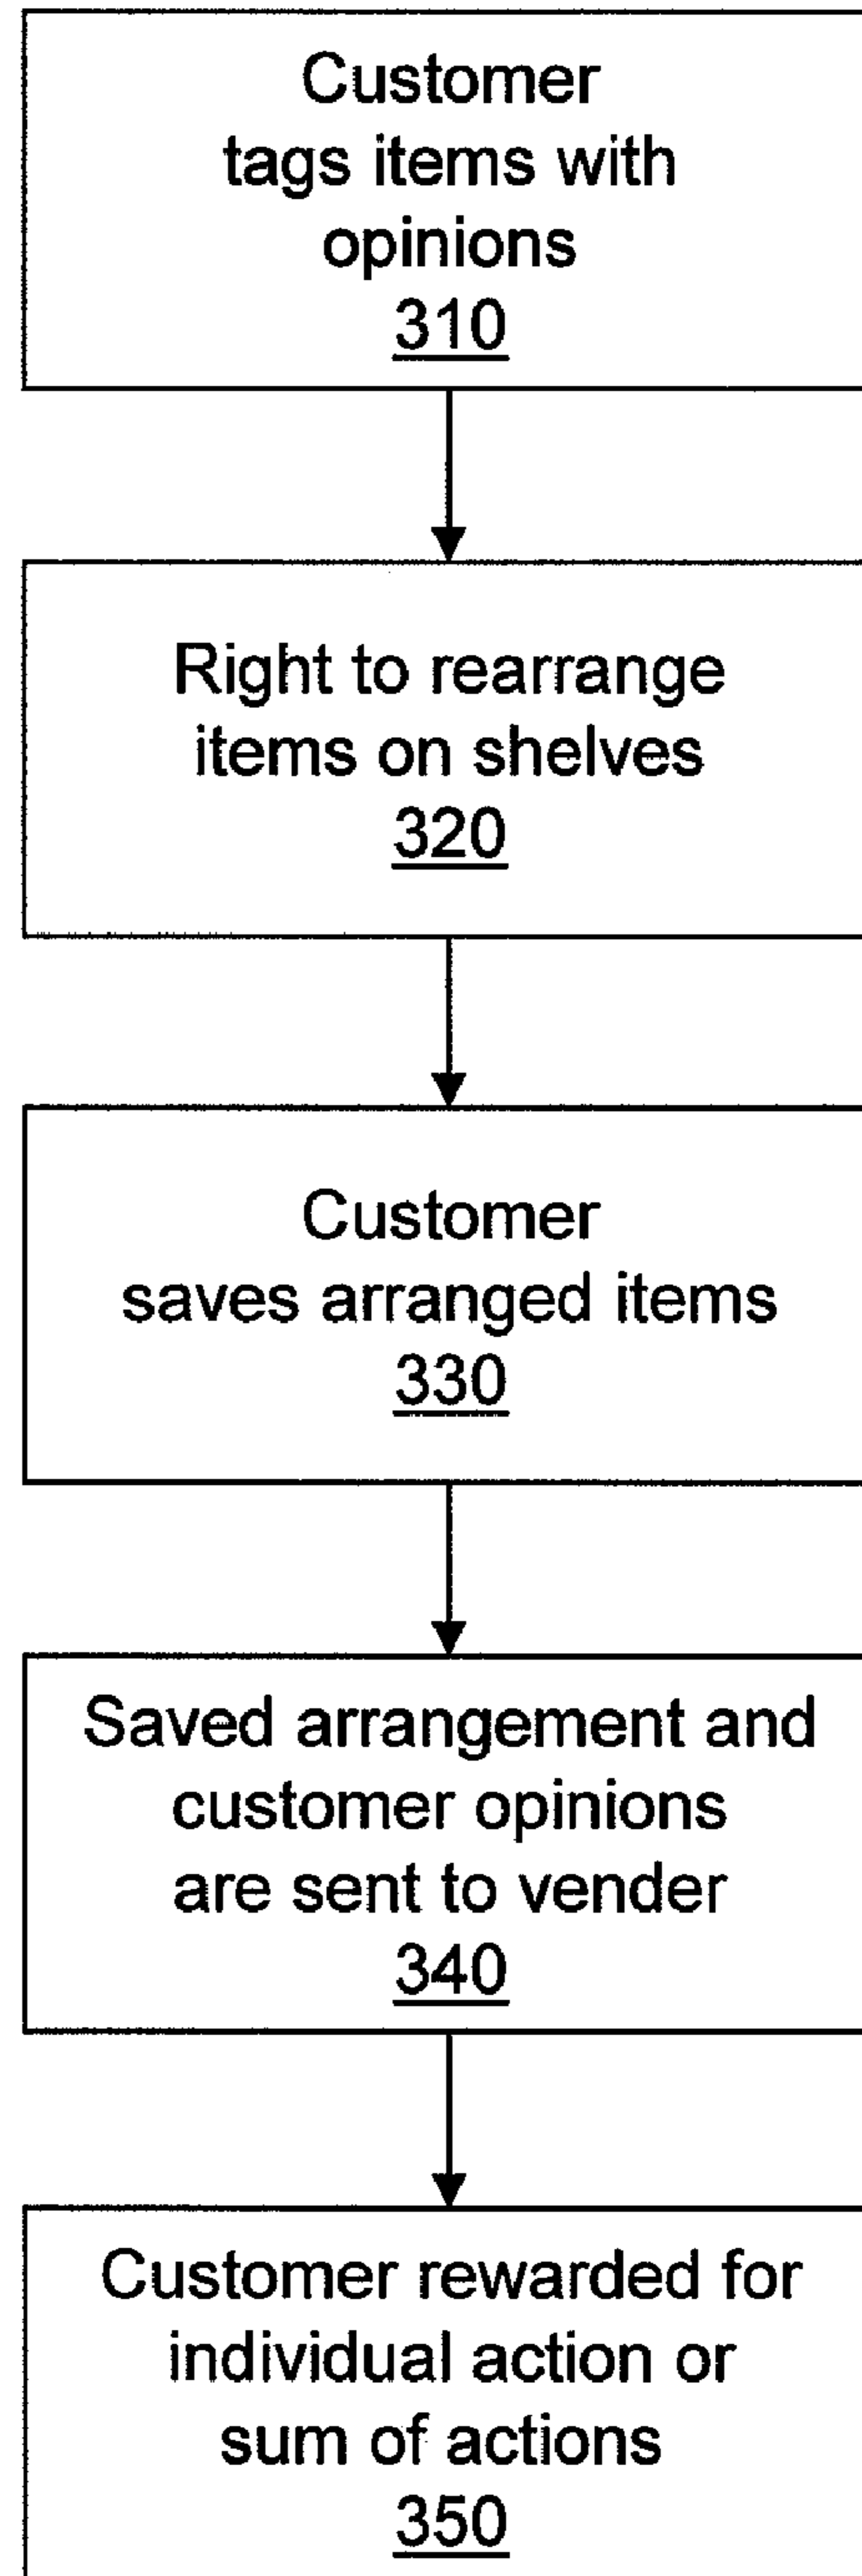 Customer
tags items with
opinions
310
Right to rearrange
items on shelves
320
Customer
saves arranged items
330
Saved arrangement and
customer opinions
are sent to vender
340
Customer rewarded for
individual action or
sum of actions
350